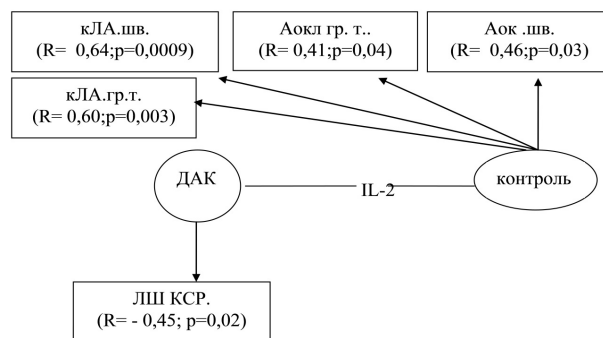 кЛА.шв.
(R= 0,64;p=0,0009)
Аокл гр. т..
(R= 0,41;p=0,04)
Аок .шв.
(R= 0,46;p=0,03)
кЛА.гр.т.
(R= 0,60;p=0,003)
ДАК
IL-2
контроль
ЛШ КСР.
(R= - 0,45; p=0,02)